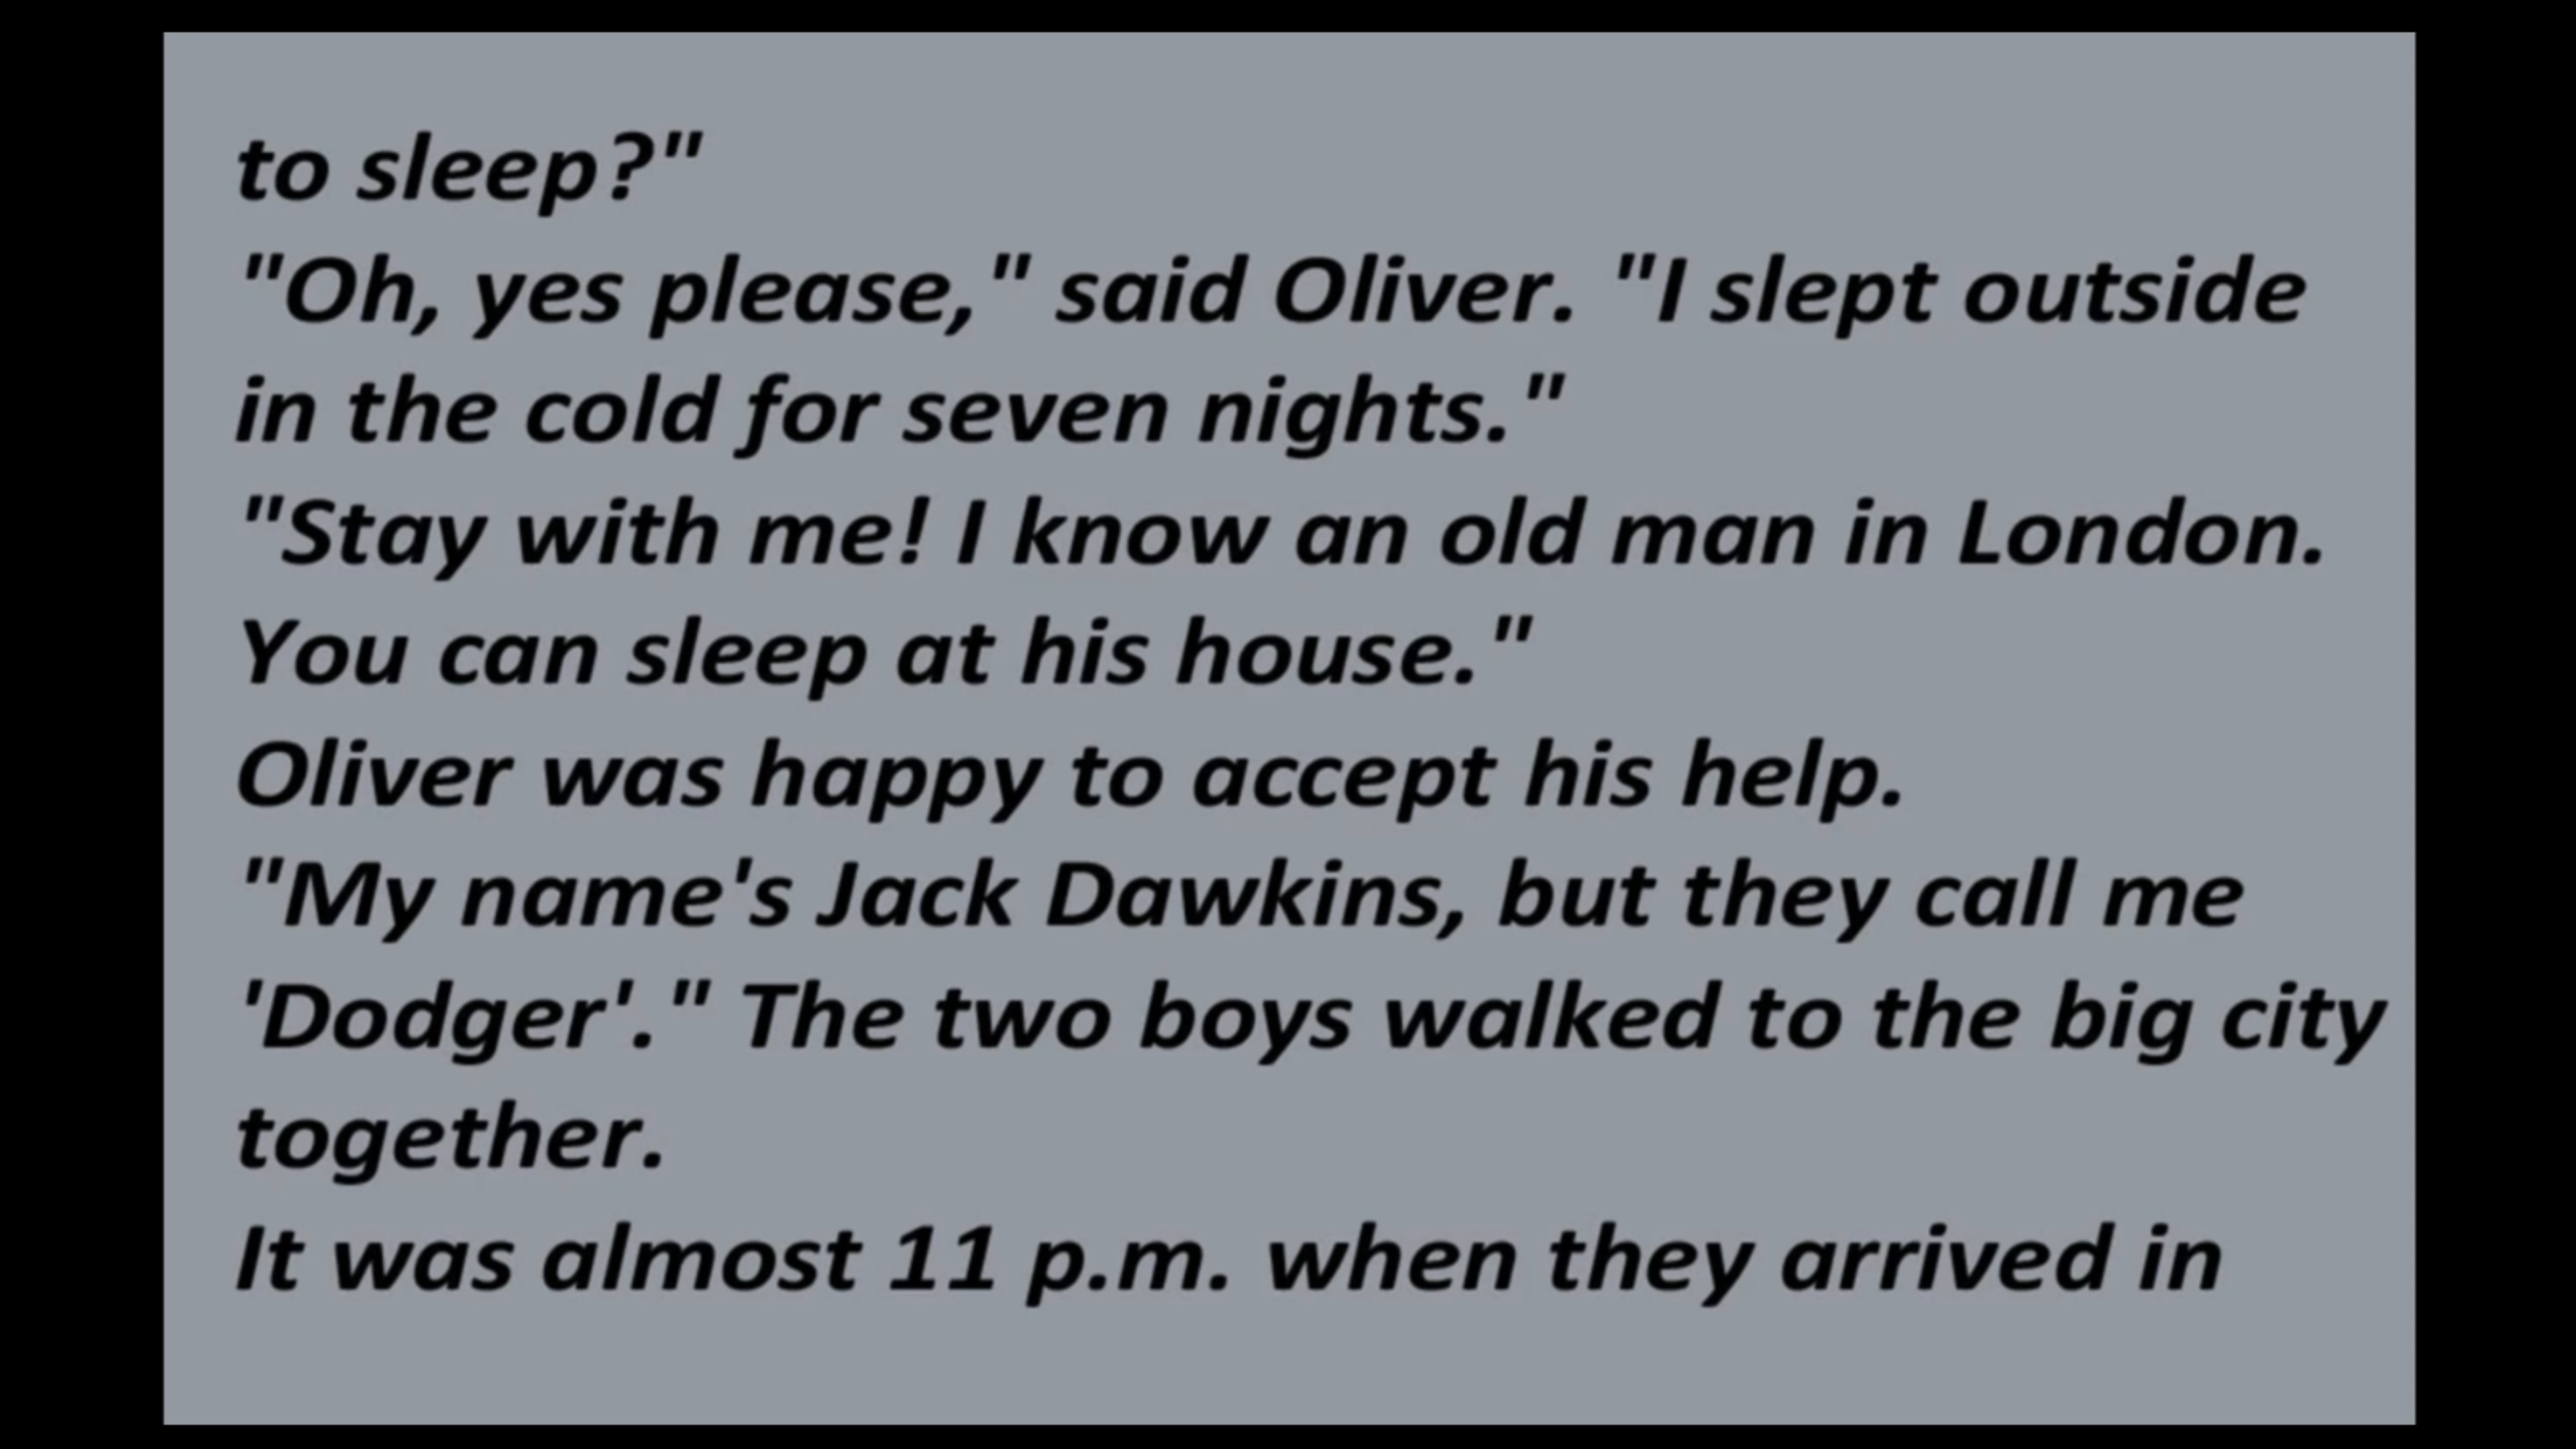 to sleep?"
"Oh, yes please," said Oliver. "I slept outside
in the cold for seven nights."
"Stay with me! I know an old man in London.
You can sleep at his house."
Oliver was happy to accept his help.
"My name's Jack Dawkins, but they call me
'Dodger'." The two boys walked to the big city
together.
It was almost 11 p.m. when they arrived in